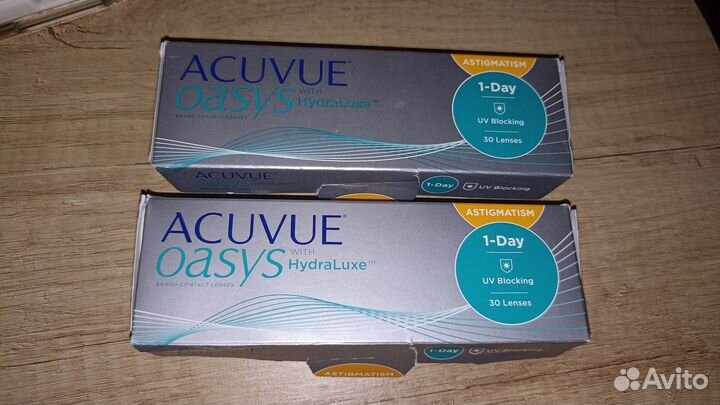 ASTIGMATISM
ACUVUE®
1-Day
oasys WITH HydraLuxe™
UV Blocking
BRAND CONTACT LENSES
30 Lenses
ACUVUE
oasys
1-Day UV Blocking
ASTIGMATISM
ACUVUE®
1-Day
oasys WITH HydraLuxe™
UV Blocking
BRAND CONTACT LENSES
30 Lenses
1-Day UV Blocking
ASTIGMATISM
Avito